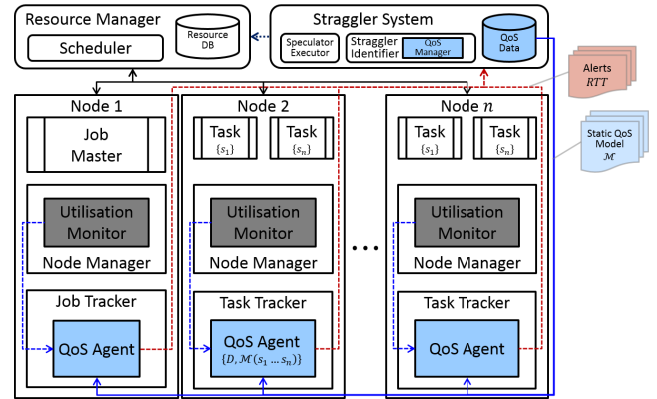 Resource Manager
Scheduler
Resource
DB
Straggler System
Speculator
Executor
Straggler
Identifier
QoS
Manager
QoS
Data
Alerts
RTT
Static QoS
Model
ℳ
Node 1
Job
Master
Utilisation
Monitor
Node Manager
Job Tracker
QoS Agent
Node 2
Task
{s₁}
Task
{sₙ}
Utilisation
Monitor
Node Manager
Task Tracker
QoS Agent
{D, ℳ(s₁ …sₙ)}
...
Node n
Task
{s₁}
Task
{sₙ}
Utilisation
Monitor
Node Manager
Task Tracker
QoS Agent